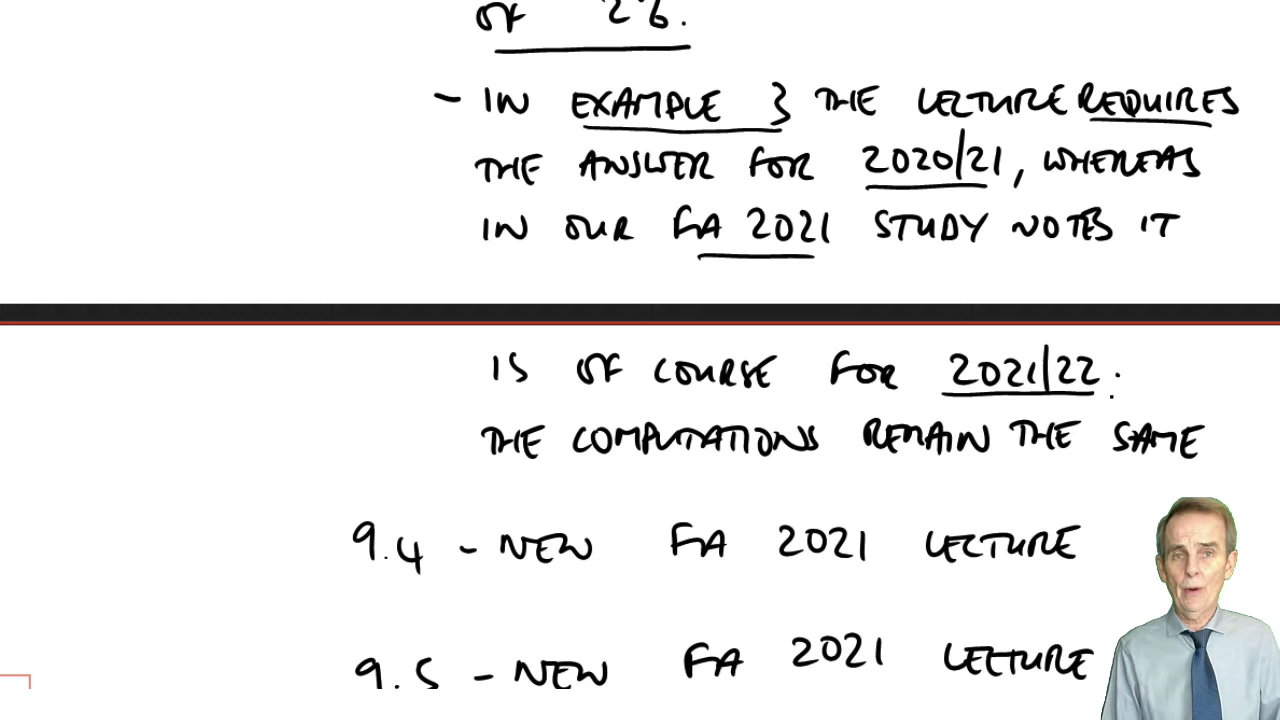 OF 26.
- IN EXAMPLE 3 THE LECTURE REQUIRES
THE ANSWER FOR 2020/21, WHEREAS
IN OUR FA 2021 STUDY NOTES IT
IS OF COURSE FOR 2021/22.
THE COMPUTATIONS REMAIN THE SAME
9.4 - NEW FA 2021 LECTURE
9.5 - NEW FA 2021 LECTURE